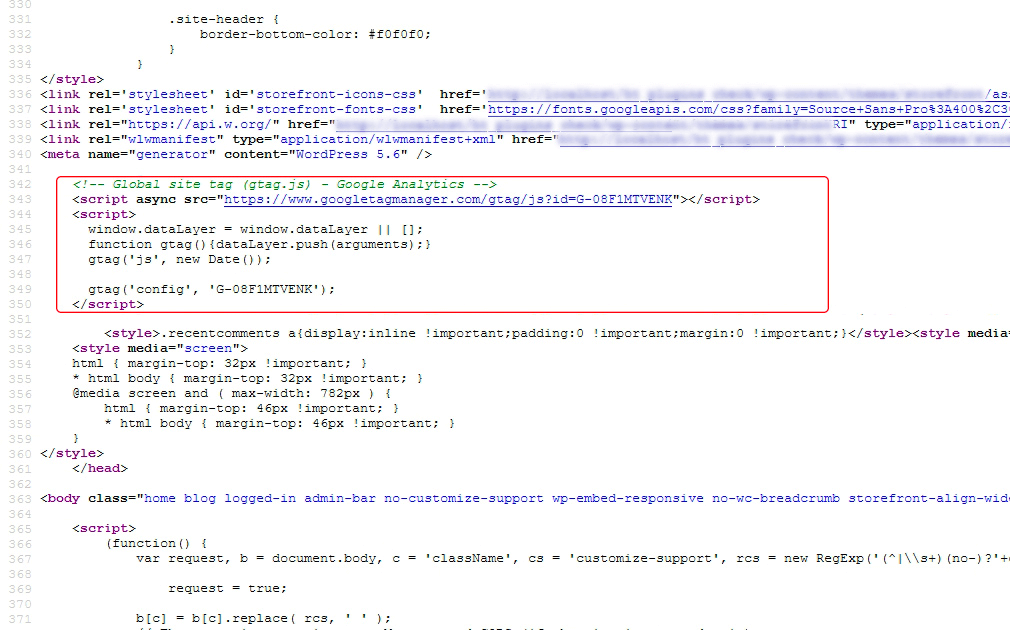 330
331 .site-header {
332 border-bottom-color: #f0f0f0;
333 }
334 }
335 </style>
336 <link rel='stylesheet' id='storefront-icons-css' href='
337 <link rel='stylesheet' id='storefront-fonts-css' href='https://fonts.googleapis.com/css?family=Source+Sans+Pro%3A400%2C3
338 <link rel="https://api.w.org/" href=" RI" type="application/
339 <link rel="wlwmanifest" type="application/wlwmanifest+xml" href="
340 <meta name="generator" content="WordPress 5.6" />
341
342 <!-- Global site tag (gtag.js) - Google Analytics -->
343 <script async src="https://www.googletagmanager.com/gtag/js?id=G-08F1MTVENK"></script>
344 <script>
345 window.dataLayer = window.dataLayer || [];
346 function gtag(){dataLayer.push(arguments);}
347 gtag('js', new Date());
348
349 gtag('config', 'G-08F1MTVENK');
350 </script>
351
352 <style>.recentcomments a{display:inline !important;padding:0 !important;margin:0 !important;}</style><style media=
353 <style media="screen">
354 html { margin-top: 32px !important; }
355 * html body { margin-top: 32px !important; }
356 @media screen and ( max-width: 782px ) {
357 html { margin-top: 46px !important; }
358 * html body { margin-top: 46px !important; }
359 }
360 </style>
361 </head>
362
363 <body class="home blog logged-in admin-bar no-customize-support wp-embed-responsive no-wc-breadcrumb storefront-align-wid
364
365 <script>
366 (function() {
367 var request, b = document.body, c = 'className', cs = 'customize-support', rcs = new RegExp('(^|\\s+)(no-)?'+
368
369 request = true;
370
371 b[c] = b[c].replace( rcs, ' ' );